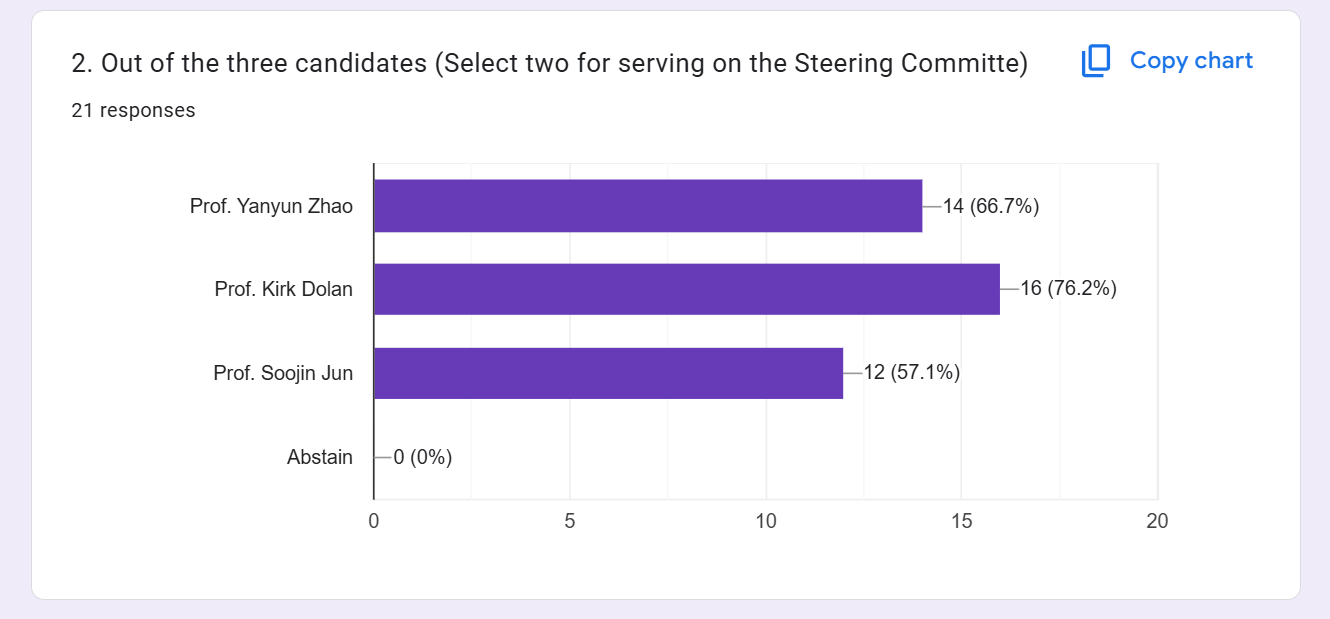 2. Out of the three candidates (Select two for serving on the Steering Committe)
Copy chart
21 responses
Prof. Yanyun Zhao
14 (66.7%)
Prof. Kirk Dolan
16 (76.2%)
Prof. Soojin Jun
12 (57.1%)
Abstain
0 (0%)
0 5 10 15 20